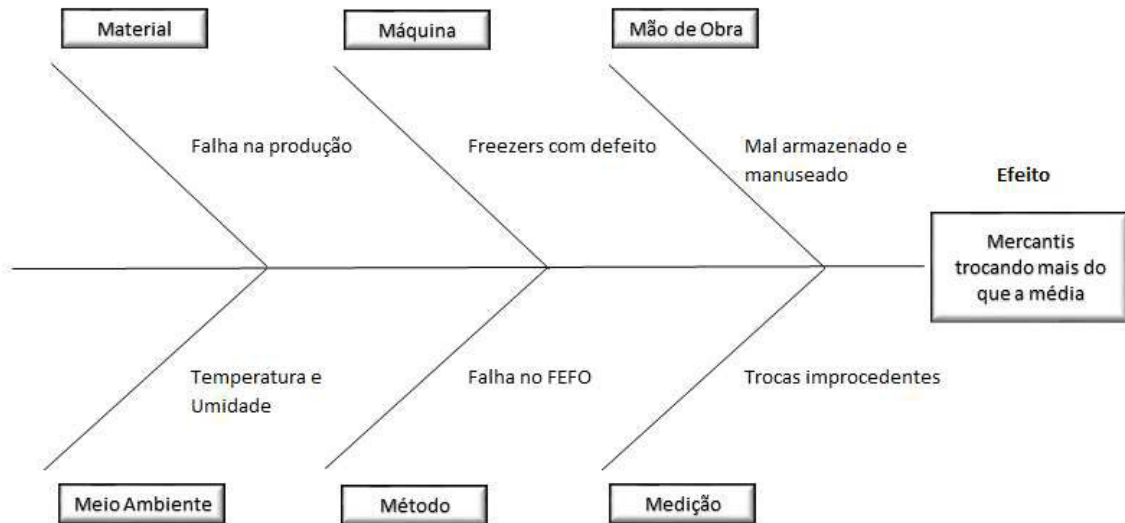 Material
Máquina
Mão de Obra
Falha na produção
Freezers com defeito
Mal armazenado e
manuseado
Efeito
Mercantis
trocando mais do
que a média
Temperatura e
Umidade
Falha no FEFO
Trocas improcedentes
Meio Ambiente
Método
Medição